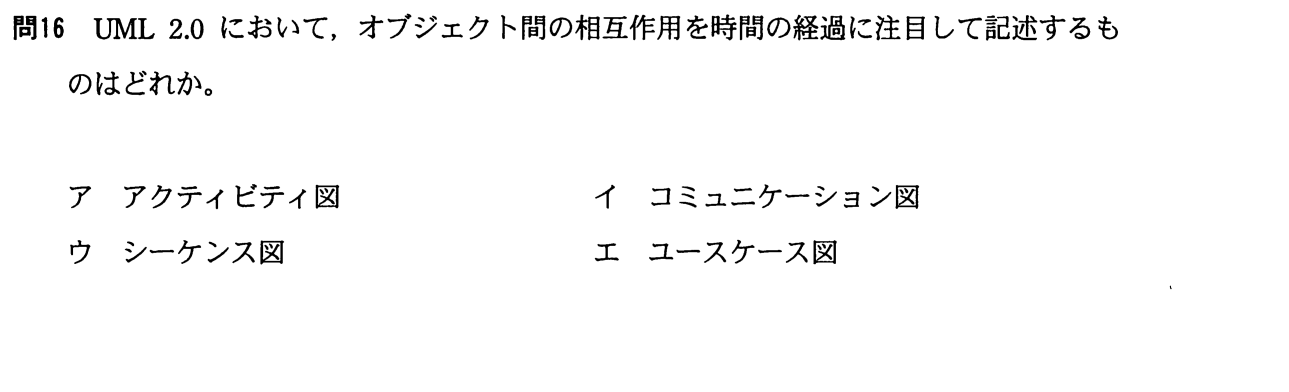 問16 UML 2.0 において，オブジェクト間の相互作用を時間の経過に注目して記述するも
のはどれか。
ア アクティビティ図 イ コミュニケーション図
ウ シーケンス図 エ ユースケース図